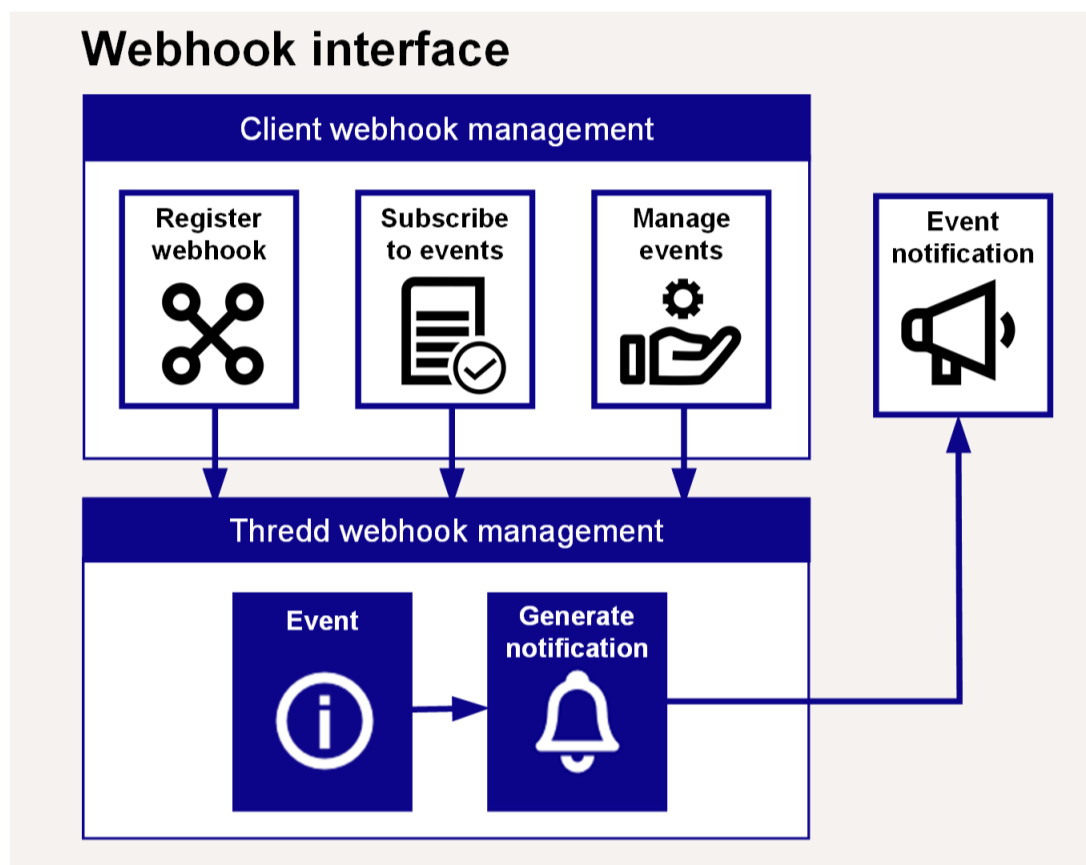 Webhook interface
Client webhook management
Register
webhook
Subscribe
to events
Manage
events
Event
notification
Thredd webhook management
Event
Generate
notification